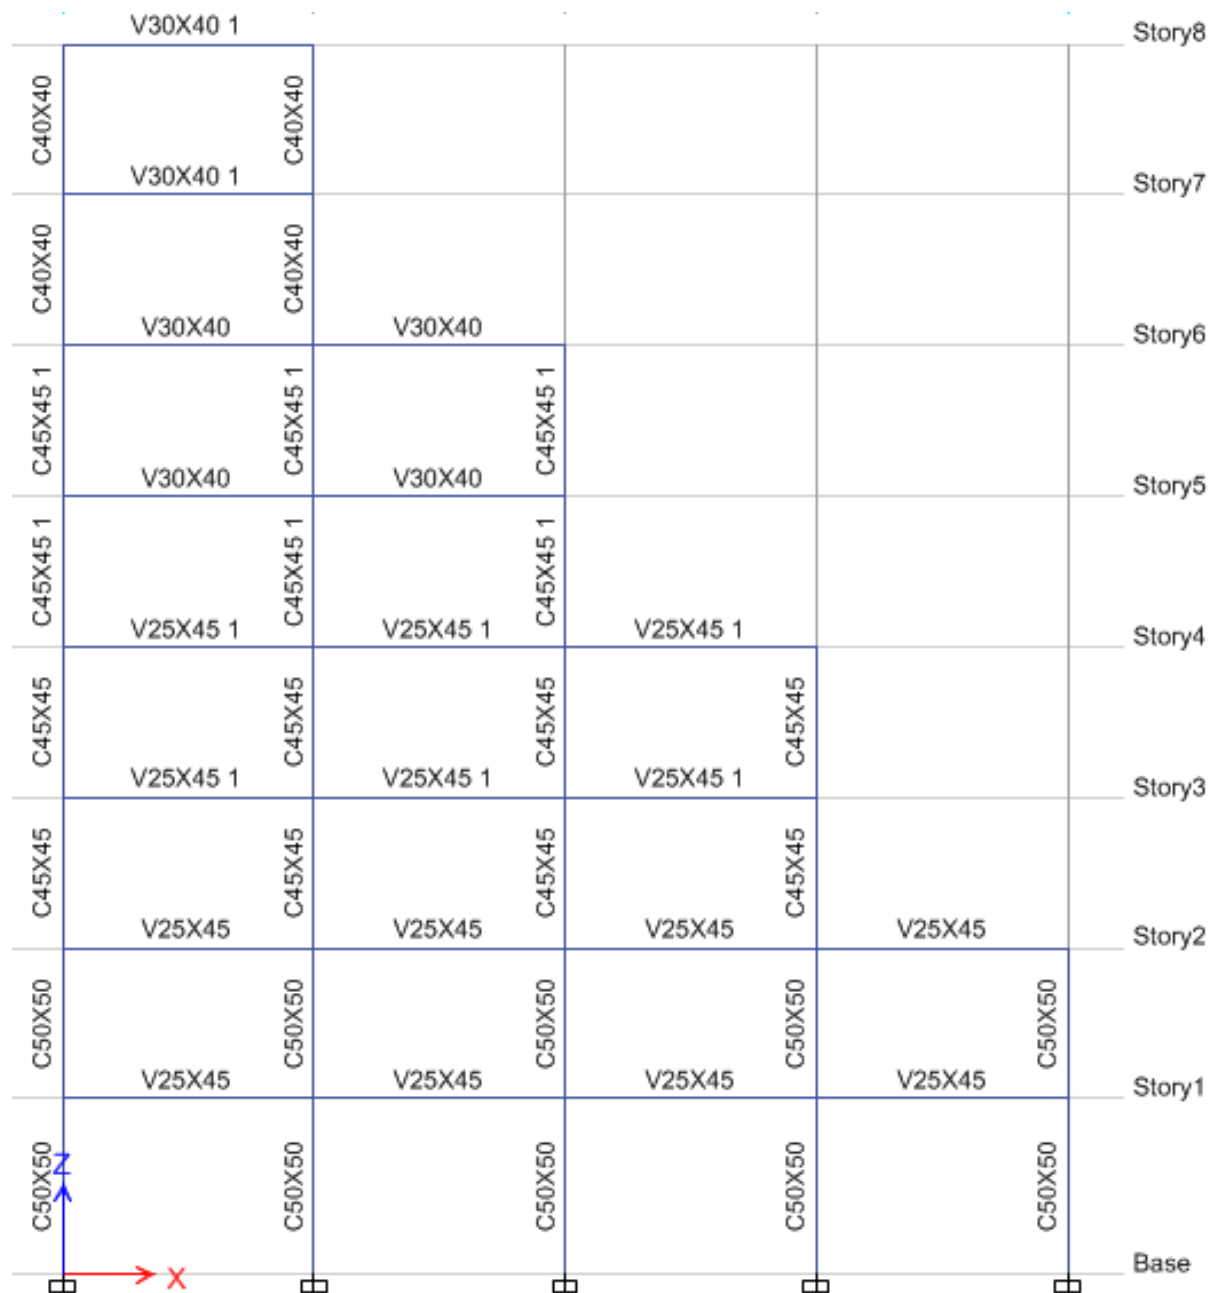 V30X40 1
Story8
C40X40 C40X40
V30X40 1
Story7
C40X40 C40X40
V30X40 V30X40
Story6
C45X45 1 C45X45 1 C45X45 1
V30X40 V30X40
Story5
C45X45 1 C45X45 1 C45X45 1
V25X45 1 V25X45 1 V25X45 1
Story4
C45X45 C45X45 C45X45 C45X45
V25X45 1 V25X45 1 V25X45 1
Story3
C45X45 C45X45 C45X45 C45X45
V25X45 V25X45 V25X45 V25X45
Story2
C50X50 C50X50 C50X50 C50X50 C50X50
V25X45 V25X45 V25X45 V25X45
Story1
C50X50 C50X50 C50X50 C50X50 C50X50
Z
X
Base